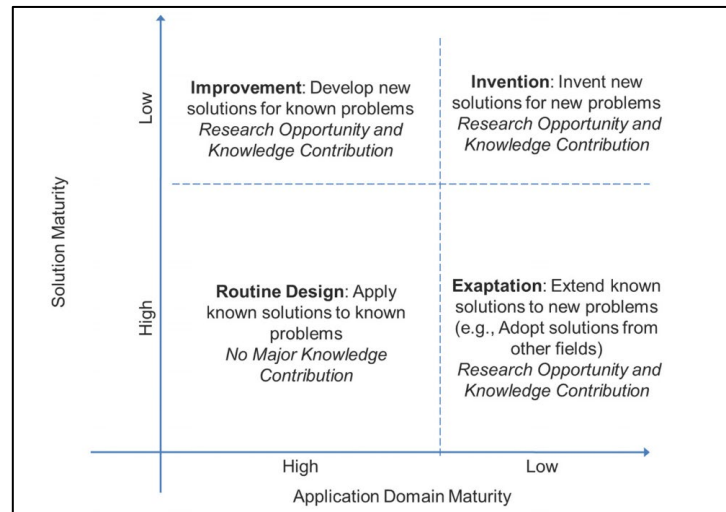 Improvement: Develop new
solutions for known problems
Research Opportunity and
Knowledge Contribution
Invention: Invent new
solutions for new problems
Research Opportunity and
Knowledge Contribution
Low
Solution Maturity
High
Routine Design: Apply
known solutions to known
problems
No Major Knowledge
Contribution
Exaptation: Extend known
solutions to new problems
(e.g., Adopt solutions from
other fields)
Research Opportunity and
Knowledge Contribution
High
Low
Application Domain Maturity